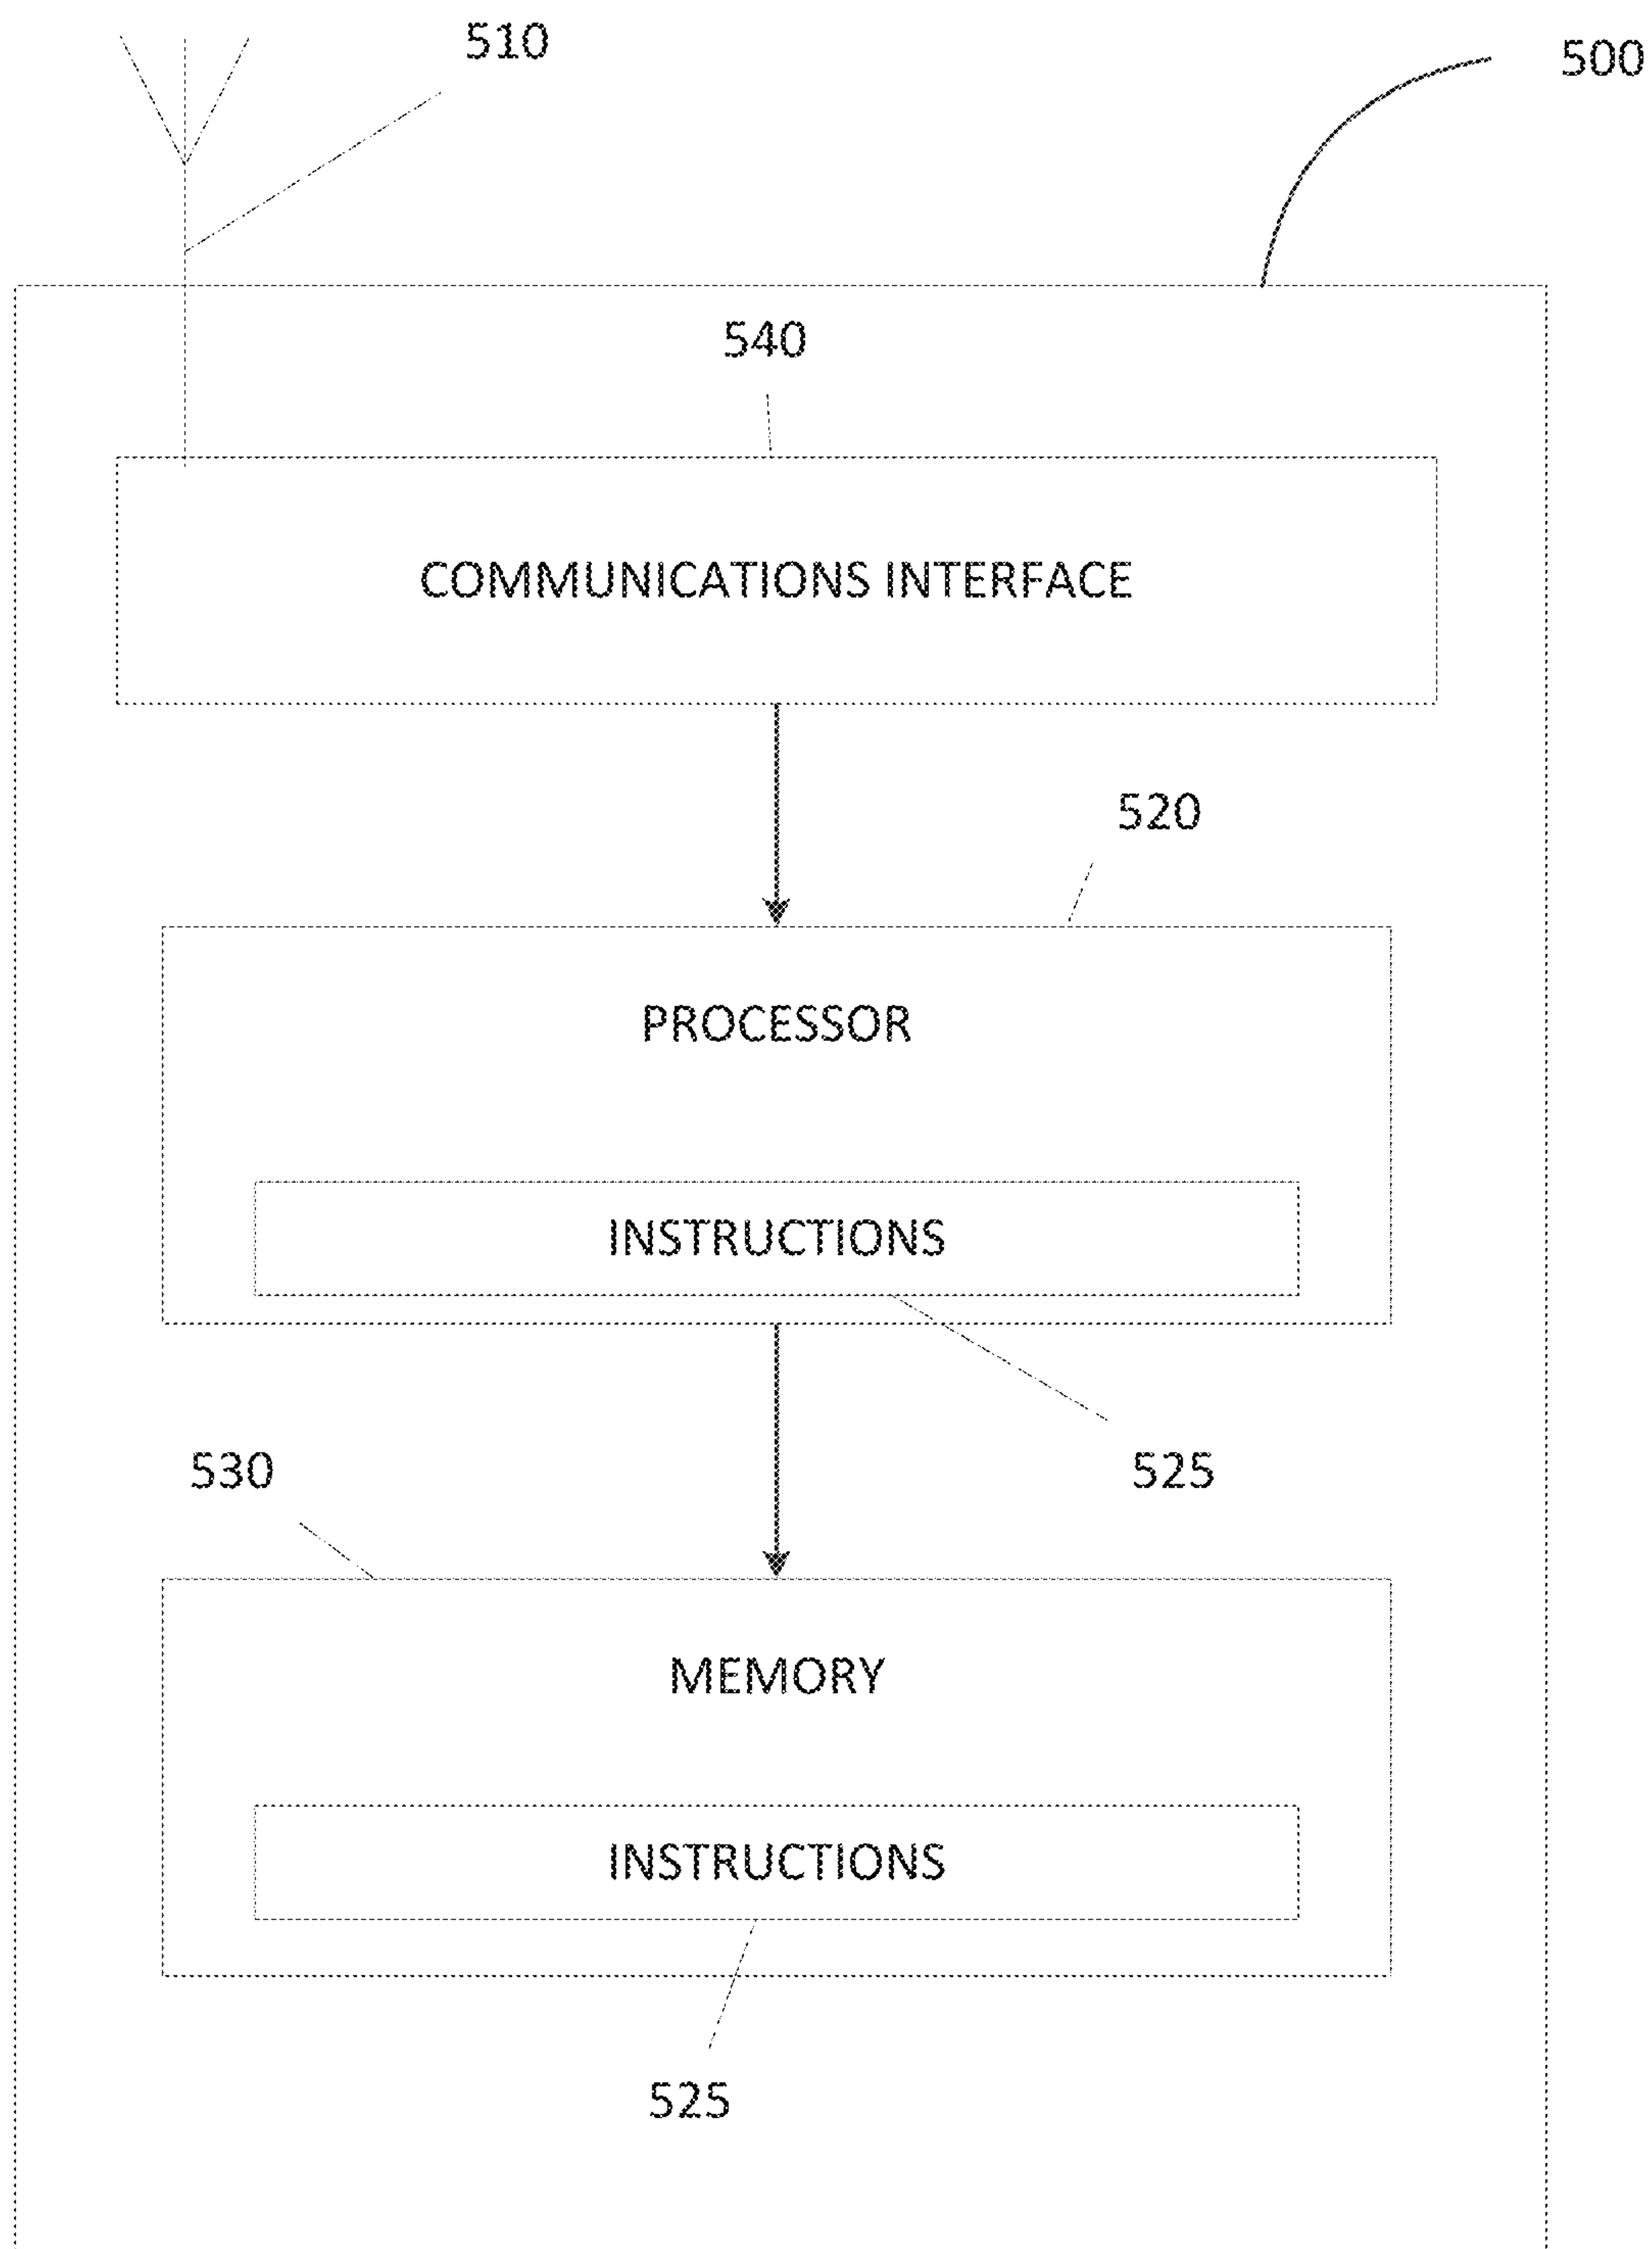 510
500
540
COMMUNICATIONS INTERFACE
520
PROCESSOR
INSTRUCTIONS
530
525
MEMORY
INSTRUCTIONS
525